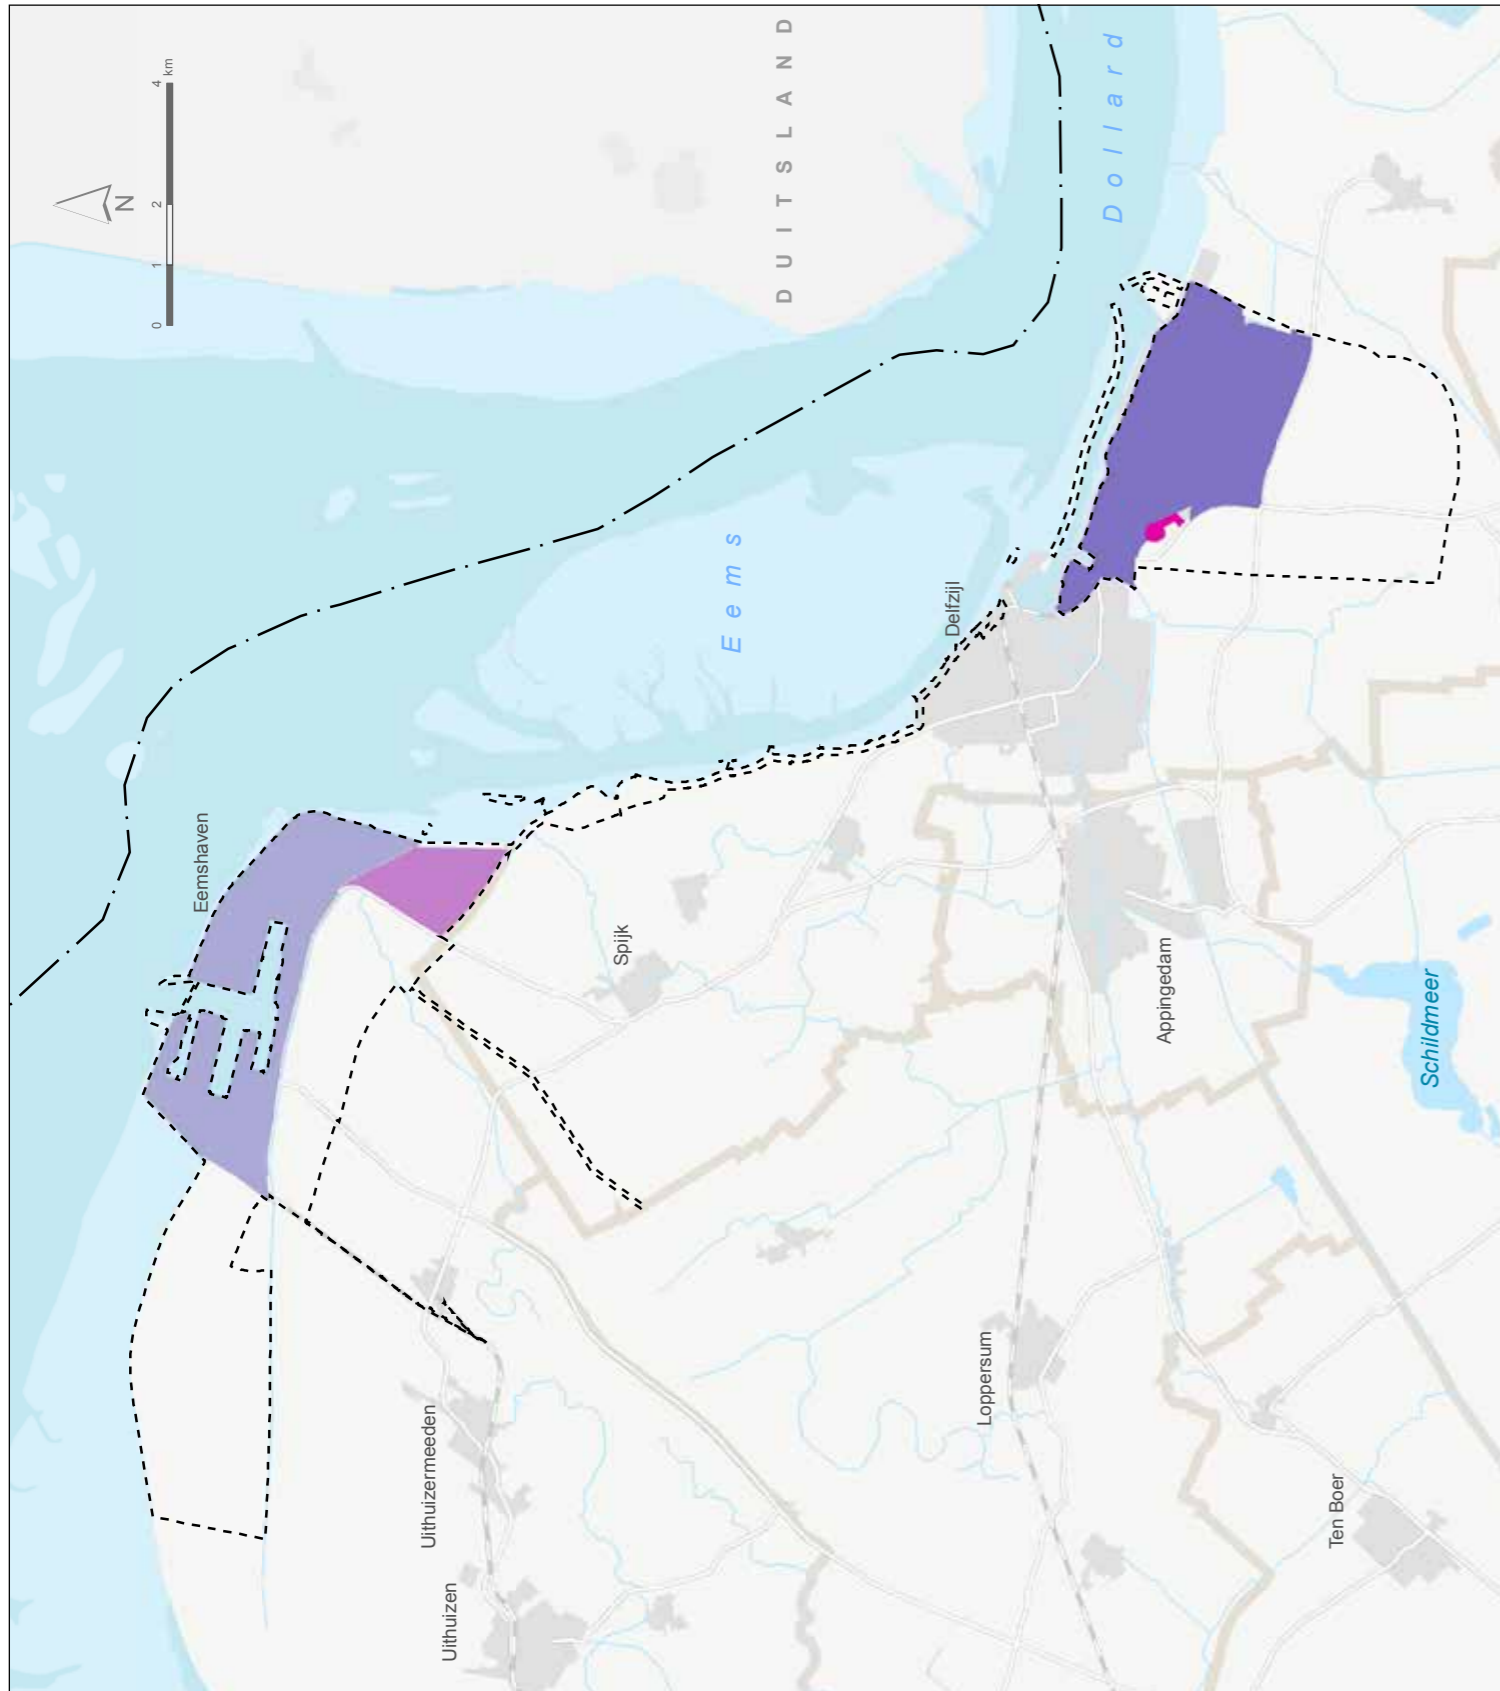 N
0 1 2 4 km
DUITSLAND
Dollard
Eems
Eemshaven
Delfzijl
Spijk
Appingedam
Schildmeer
Uithuizermeeden
Uithuizen
Loppersum
Ten Boer